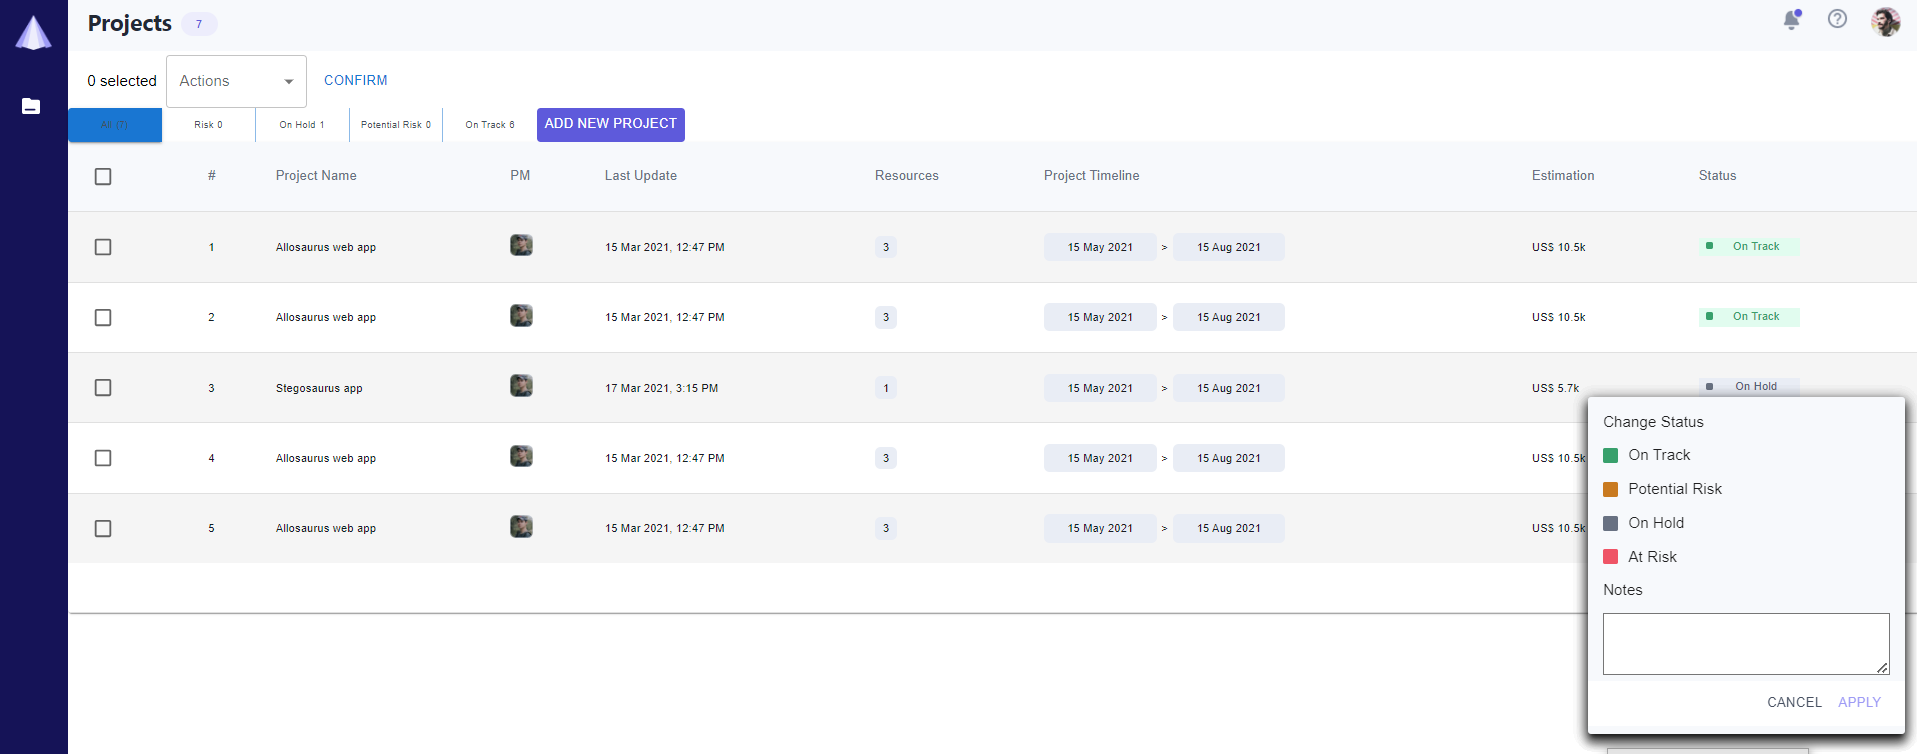 Projects 7
0 selected Actions CONFIRM
All (7) Risk 0 On Hold 1 Potential Risk 0 On Track 6 ADD NEW PROJECT
# Project Name PM Last Update Resources Project Timeline Estimation Status
1 Allosaurus web app 15 Mar 2021, 12:47 PM 3 15 May 2021 > 15 Aug 2021 US$ 10.5k On Track
2 Allosaurus web app 15 Mar 2021, 12:47 PM 3 15 May 2021 > 15 Aug 2021 US$ 10.5k On Track
3 Stegosaurus app 17 Mar 2021, 3:15 PM 1 15 May 2021 > 15 Aug 2021 US$ 5.7k On Hold
4 Allosaurus web app 15 Mar 2021, 12:47 PM 3 15 May 2021 > 15 Aug 2021 US$ 10.5k
5 Allosaurus web app 15 Mar 2021, 12:47 PM 3 15 May 2021 > 15 Aug 2021 US$ 10.5k
Change Status
On Track
Potential Risk
On Hold
At Risk
Notes
CANCEL APPLY